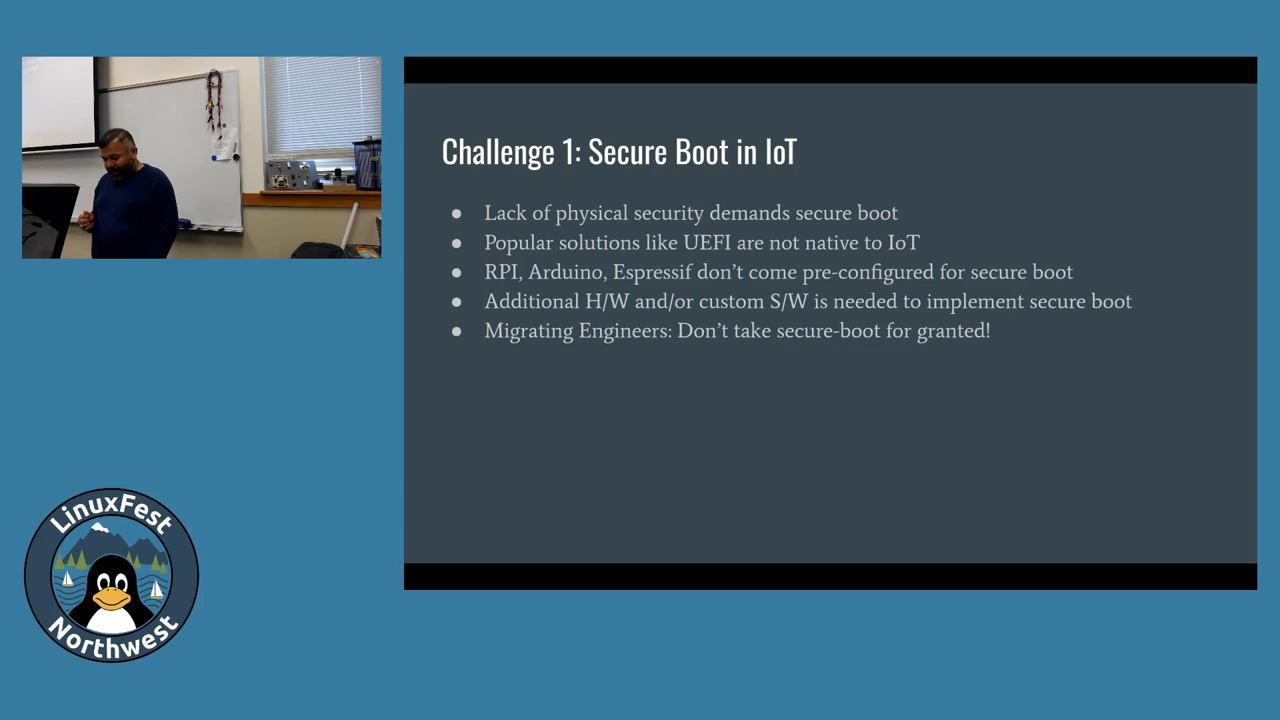 Challenge 1: Secure Boot in IoT
● Lack of physical security demands secure boot
● Popular solutions like UEFI are not native to IoT
● RPI, Arduino, Espressif don't come pre-configured for secure boot
● Additional H/W and/or custom S/W is needed to implement secure boot
● Migrating Engineers: Don't take secure-boot for granted!
LinuxFest
Northwest